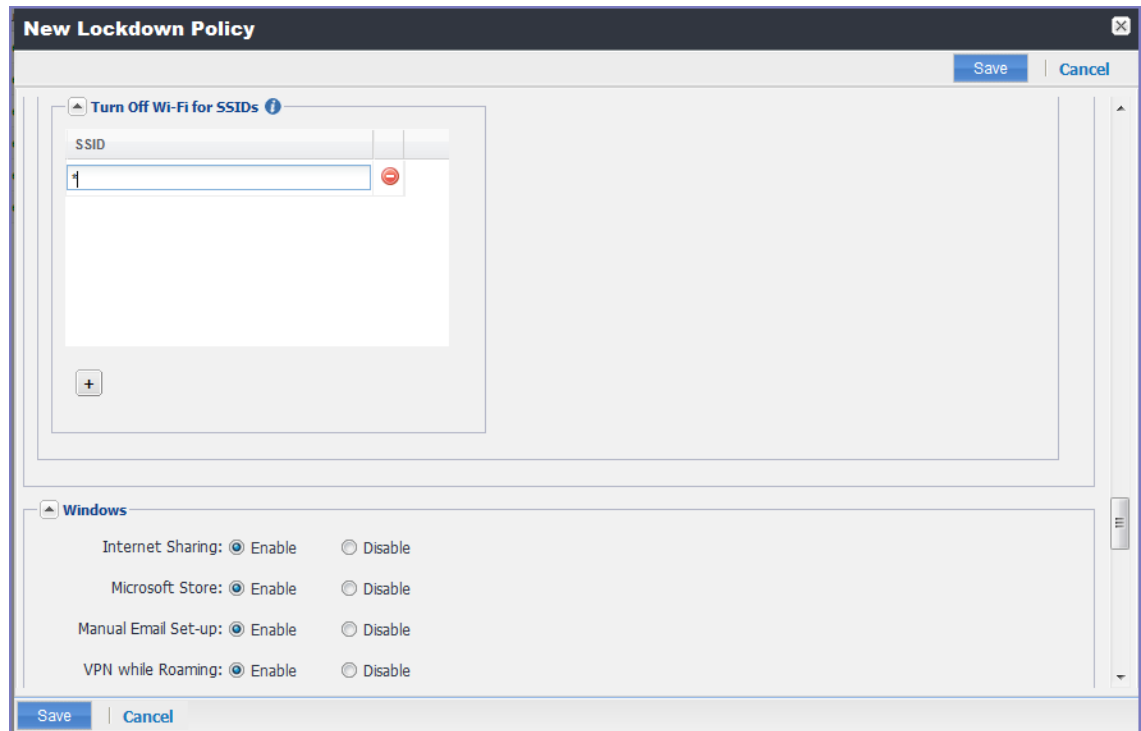 New Lockdown Policy
Save | Cancel
Turn Off Wi-Fi for SSIDs
SSID
*
+
Windows
Internet Sharing: Enable Disable
Microsoft Store: Enable Disable
Manual Email Set-up: Enable Disable
VPN while Roaming: Enable Disable
Save | Cancel